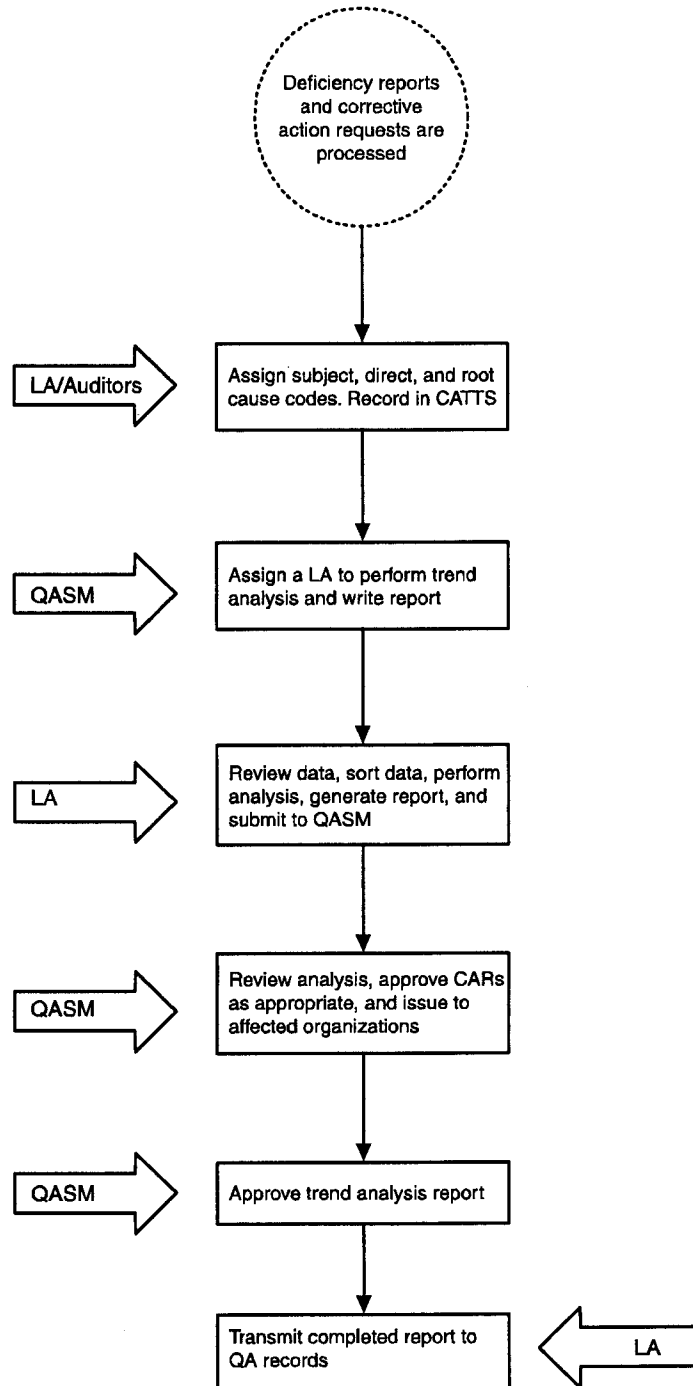 Deficiency reports
and corrective
action requests are
processed
LA/Auditors
Assign subject, direct, and root
cause codes. Record in CATTS
QASM
Assign a LA to perform trend
analysis and write report
LA
Review data, sort data, perform
analysis, generate report, and
submit to QASM
QASM
Review analysis, approve CARs
as appropriate, and issue to
affected organizations
QASM
Approve trend analysis report
Transmit completed report to
QA records
LA